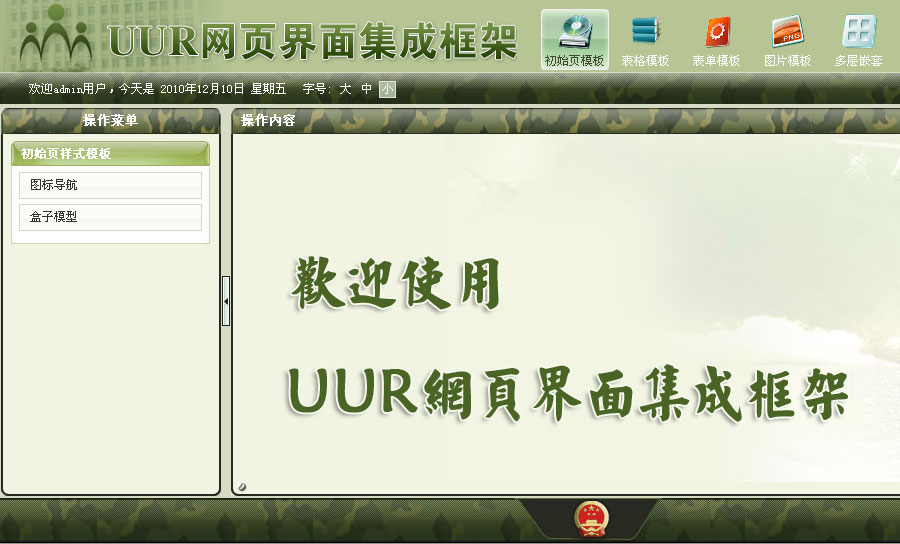 UUR网页界面集成框架
初始页模板 表格模板 表单模板 图片模板 多层嵌套
PNG
欢迎admin用户，今天是 2010年12月10日 星期五 字号: 大 中 小
操作菜单
操作内容
初始页样式模板
图标导航
盒子模型
歡迎使用
UUR網頁界面集成框架